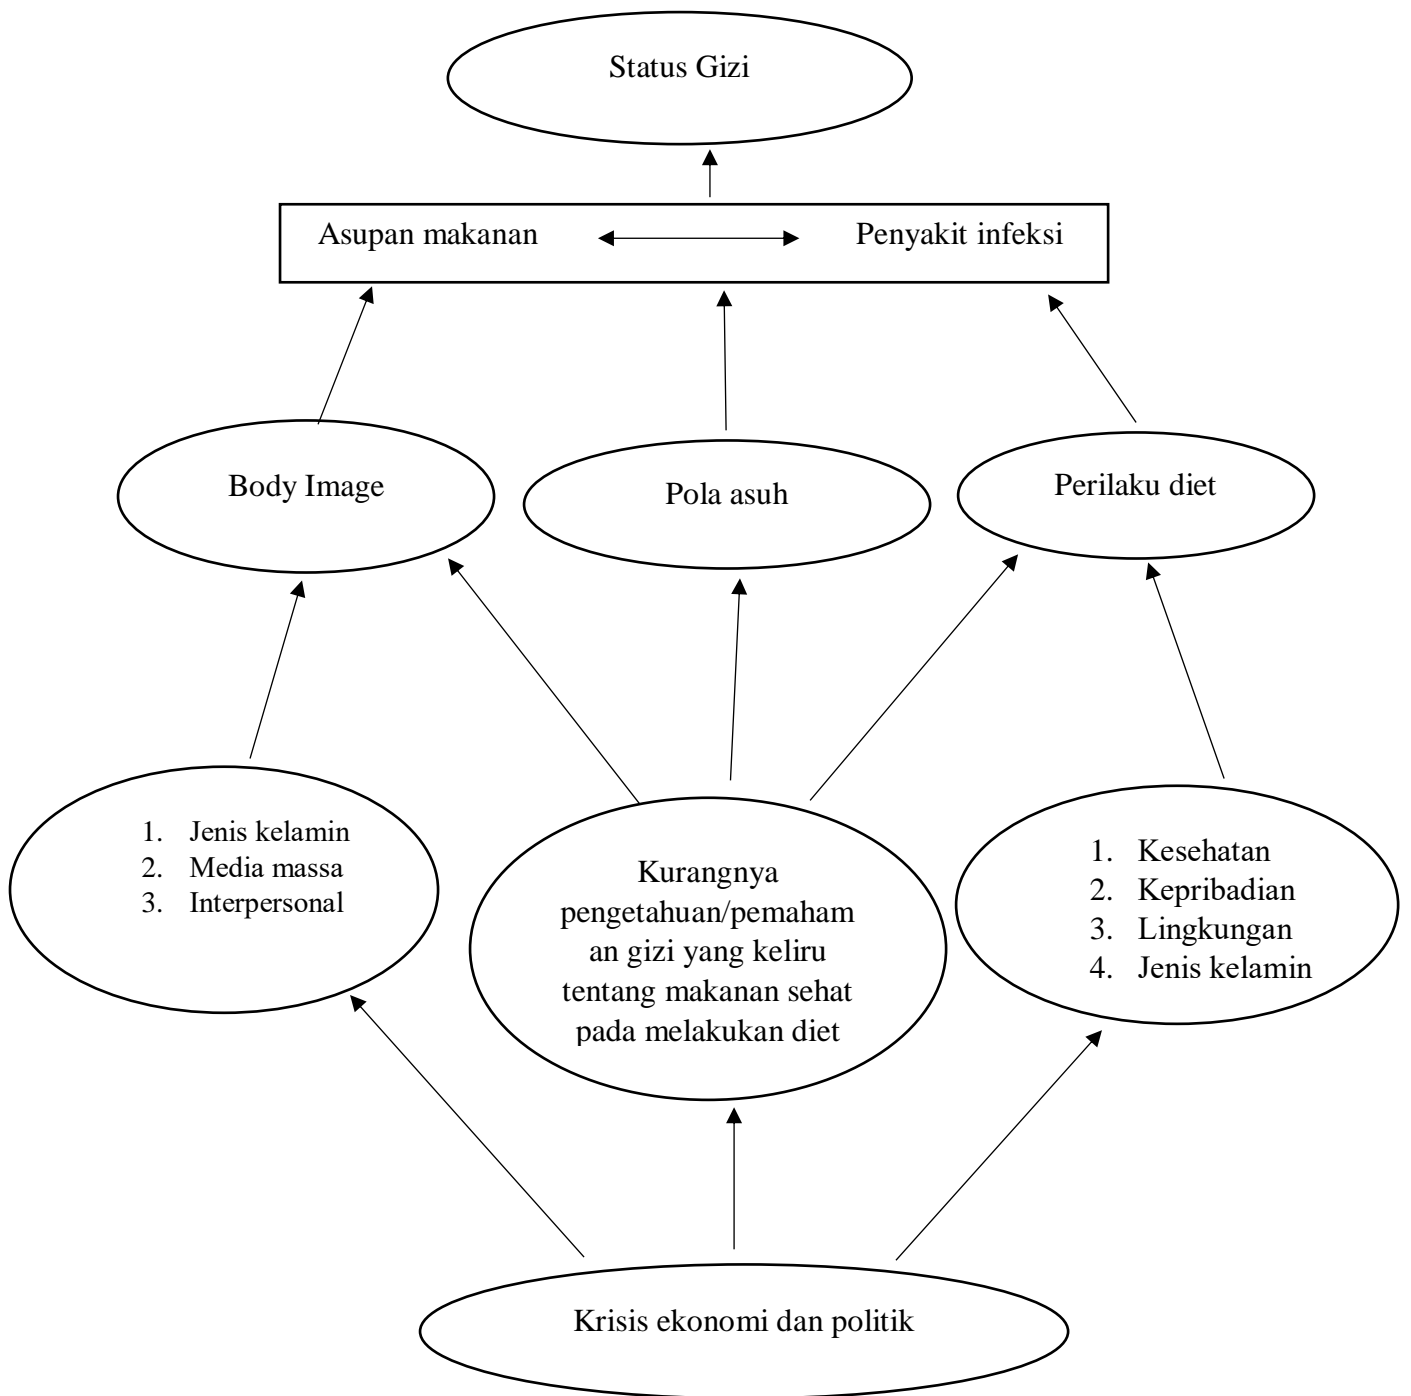 Status Gizi
Asupan makanan
Penyakit infeksi
Body Image
Pola asuh
Perilaku diet
1. Jenis kelamin
2. Media massa
3. Interpersonal
Kurangnya
pengetahuan/pemaham
an gizi yang keliru
tentang makanan sehat
pada melakukan diet
1. Kesehatan
2. Kepribadian
3. Lingkungan
4. Jenis kelamin
Krisis ekonomi dan politik